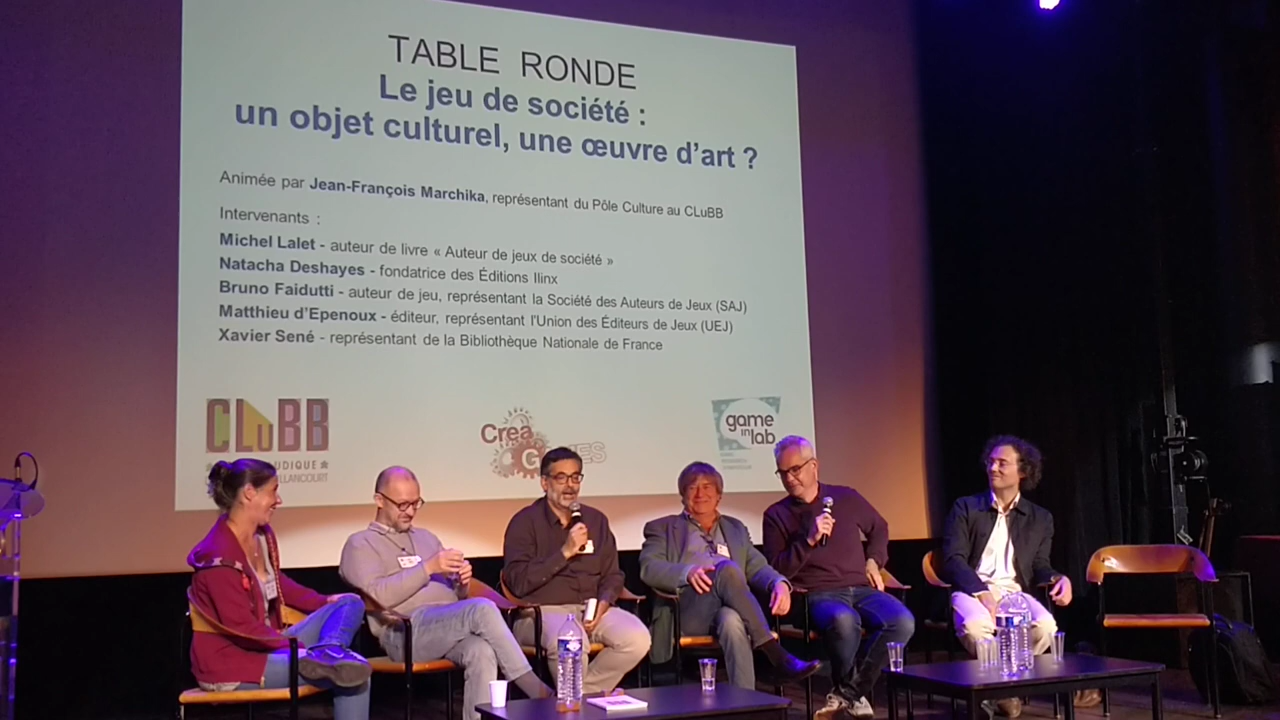 TABLE RONDE
Le jeu de société :
un objet culturel, une œuvre d'art ?
Animée par Jean-François Marchika, représentant du Pôle Culture au CLuBB
Intervenants :
Michel Lalet - auteur de livre « Auteur de jeux de société »
Natacha Deshayes - fondatrice des Éditions Ilinx
Bruno Faidutti - auteur de jeu, représentant la Société des Auteurs de Jeux (SAJ)
Matthieu d'Epenoux - éditeur, représentant l'Union des Éditeurs de Jeux (UEJ)
Xavier Sené - représentant de la Bibliothèque Nationale de France
CLuBB
UDIQUE
LLANCOURT
Crea
G
ES
game
in
lab